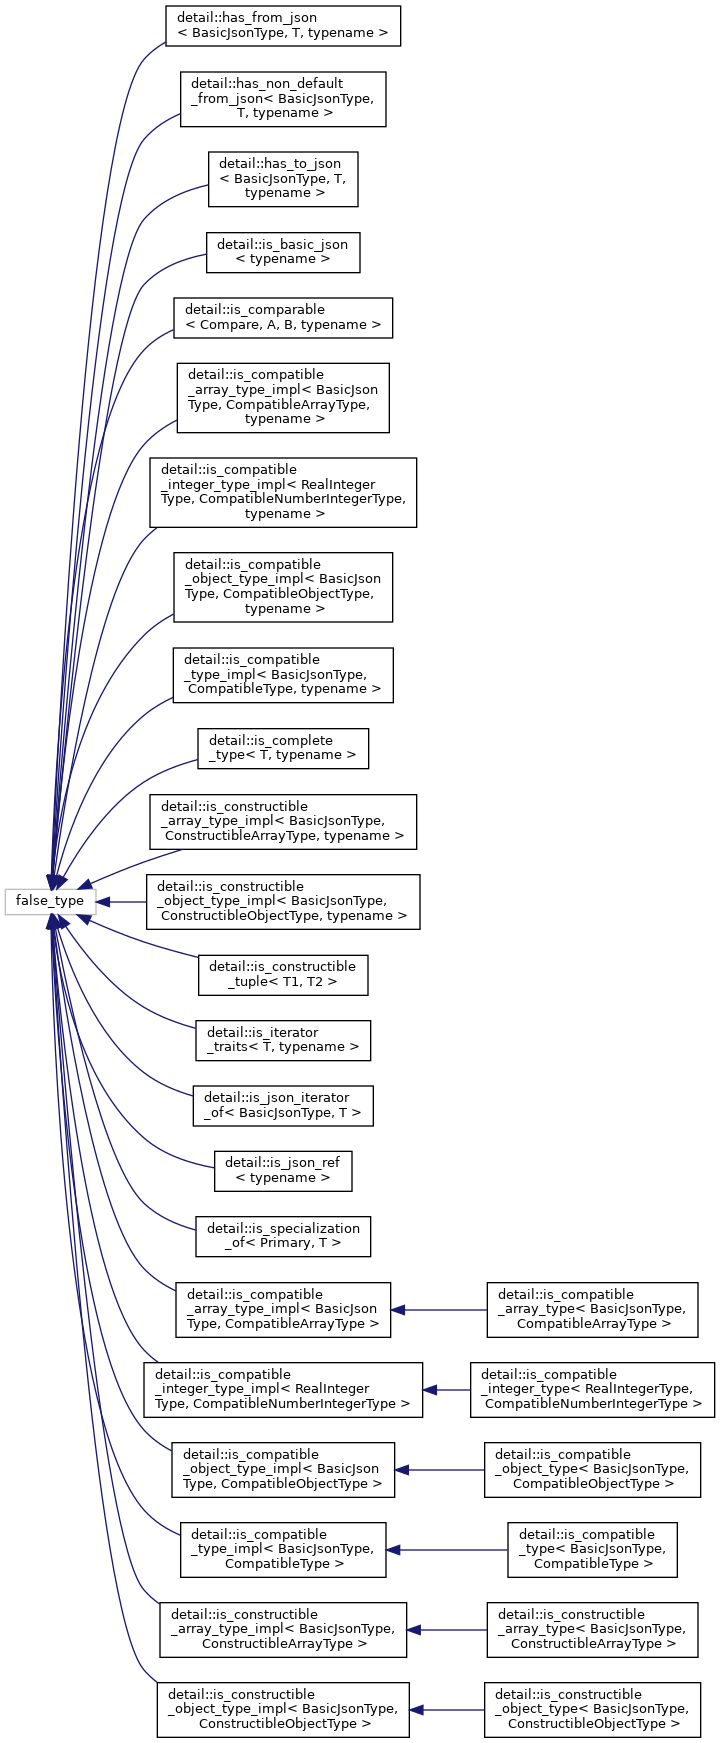 detail::has_from_json
< BasicJsonType, T, typename >
detail::has_non_default
_from_json< BasicJsonType,
T, typename >
detail::has_to_json
< BasicJsonType, T,
typename >
detail::is_basic_json
< typename >
detail::is_comparable
< Compare, A, B, typename >
detail::is_compatible
_array_type_impl< BasicJson
Type, CompatibleArrayType,
typename >
detail::is_compatible
_integer_type_impl< RealInteger
Type, CompatibleNumberIntegerType,
typename >
detail::is_compatible
_object_type_impl< BasicJson
Type, CompatibleObjectType,
typename >
detail::is_compatible
_type_impl< BasicJsonType,
CompatibleType, typename >
detail::is_complete
_type< T, typename >
detail::is_constructible
_array_type_impl< BasicJsonType,
ConstructibleArrayType, typename >
false_type
detail::is_constructible
_object_type_impl< BasicJsonType,
ConstructibleObjectType, typename >
detail::is_constructible
_tuple< T1, T2 >
detail::is_iterator
_traits< T, typename >
detail::is_json_iterator
_of< BasicJsonType, T >
detail::is_json_ref
< typename >
detail::is_specialization
_of< Primary, T >
detail::is_compatible
_array_type_impl< BasicJson
Type, CompatibleArrayType >
detail::is_compatible
_array_type< BasicJsonType,
CompatibleArrayType >
detail::is_compatible
_integer_type_impl< RealInteger
Type, CompatibleNumberIntegerType >
detail::is_compatible
_integer_type< RealIntegerType,
CompatibleNumberIntegerType >
detail::is_compatible
_object_type_impl< BasicJson
Type, CompatibleObjectType >
detail::is_compatible
_object_type< BasicJsonType,
CompatibleObjectType >
detail::is_compatible
_type_impl< BasicJsonType,
CompatibleType >
detail::is_compatible
_type< BasicJsonType,
CompatibleType >
detail::is_constructible
_array_type_impl< BasicJsonType,
ConstructibleArrayType >
detail::is_constructible
_array_type< BasicJsonType,
ConstructibleArrayType >
detail::is_constructible
_object_type_impl< BasicJsonType,
ConstructibleObjectType >
detail::is_constructible
_object_type< BasicJsonType,
ConstructibleObjectType >